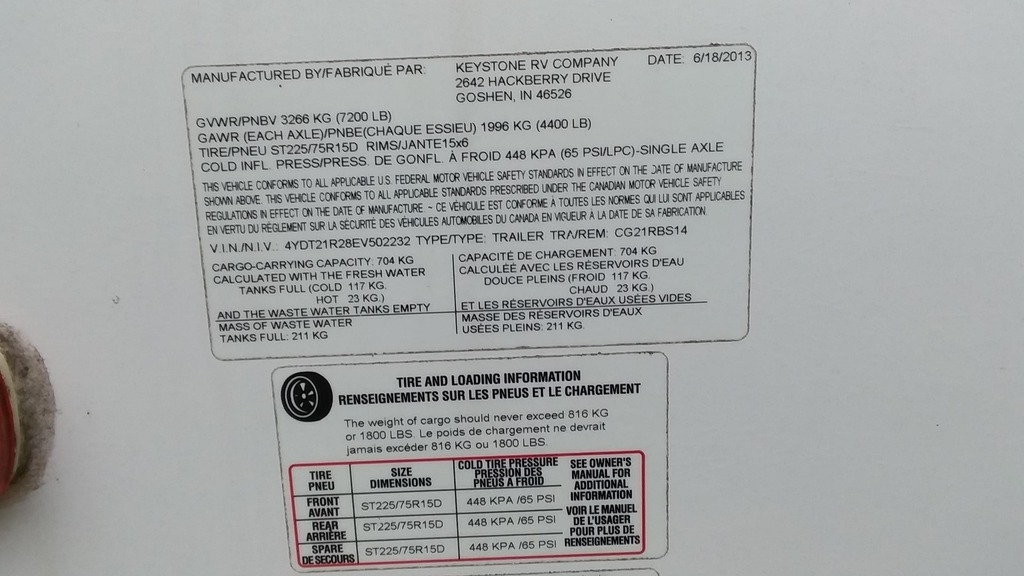 MANUFACTURED BY/FABRIQUÉ PAR: KEYSTONE RV COMPANY DATE: 6/18/2013
2642 HACKBERRY DRIVE
GOSHEN, IN 46526
GVWR/PNBV 3266 KG (7200 LB)
GAWR (EACH AXLE)/PNBE(CHAQUE ESSIEU) 1996 KG (4400 LB)
TIRE/PNEU ST225/75R15D RIMS/JANTE15x6
COLD INFL. PRESS/PRESS. DE GONFL. À FROID 448 KPA (65 PSI/LPC)-SINGLE AXLE
THIS VEHICLE CONFORMS TO ALL APPLICABLE U.S. FEDERAL MOTOR VEHICLE SAFETY STANDARDS IN EFFECT ON THE DATE OF MANUFACTURE
SHOWN ABOVE. THIS VEHICLE CONFORMS TO ALL APPLICABLE STANDARDS PRESCRIBED UNDER THE CANADIAN MOTOR VEHICLE SAFETY
REGULATIONS IN EFFECT ON THE DATE OF MANUFACTURE. - CE VÉHICULE EST CONFORME À TOUTES LES NORMES QUI LUI SONT APPLICABLES
EN VERTU DU RÈGLEMENT SUR LA SÉCURITÉ DES VÉHICULES AUTOMOBILES DU CANADA EN VIGUEUR À LA DATE DE SA FABRICATION.
V.I.N./N.I.V.: 4YDT21R28EV502232 TYPE/TYPE: TRAILER TRA/REM: CG21RBS14
CARGO-CARRYING CAPACITY: 704 KG
CALCULATED WITH THE FRESH WATER
TANKS FULL (COLD 117 KG.
HOT 23 KG.)
AND THE WASTE WATER TANKS EMPTY
MASS OF WASTE WATER
TANKS FULL: 211 KG
CAPACITÉ DE CHARGEMENT: 704 KG
CALCULÉE AVEC LES RÉSERVOIRS D'EAU
DOUCE PLEINS (FROID 117 KG.
CHAUD 23 KG.)
ET LES RÉSERVOIRS D'EAUX USÉES VIDES
MASSE DES RÉSERVOIRS D'EAUX
USÉES PLEINS: 211 KG.
TIRE AND LOADING INFORMATION
RENSEIGNEMENTS SUR LES PNEUS ET LE CHARGEMENT
The weight of cargo should never exceed 816 KG
or 1800 LBS. Le poids de chargement ne devrait
jamais excéder 816 KG ou 1800 LBS.
TIRE
PNEU
SIZE
DIMENSIONS
COLD TIRE PRESSURE
PRESSION DES
PNEUS A FROID
FRONT
AVANT
ST225/75R15D
448 KPA /65 PSI
REAR
ARRIÈRE
ST225/75R15D
448 KPA /65 PSI
SPARE
DE SECOURS
ST225/75R15D
448 KPA /65 PSI
SEE OWNER'S
MANUAL FOR
ADDITIONAL
INFORMATION
VOIR LE MANUEL
DE L'USAGER
POUR PLUS DE
RENSEIGNEMENTS